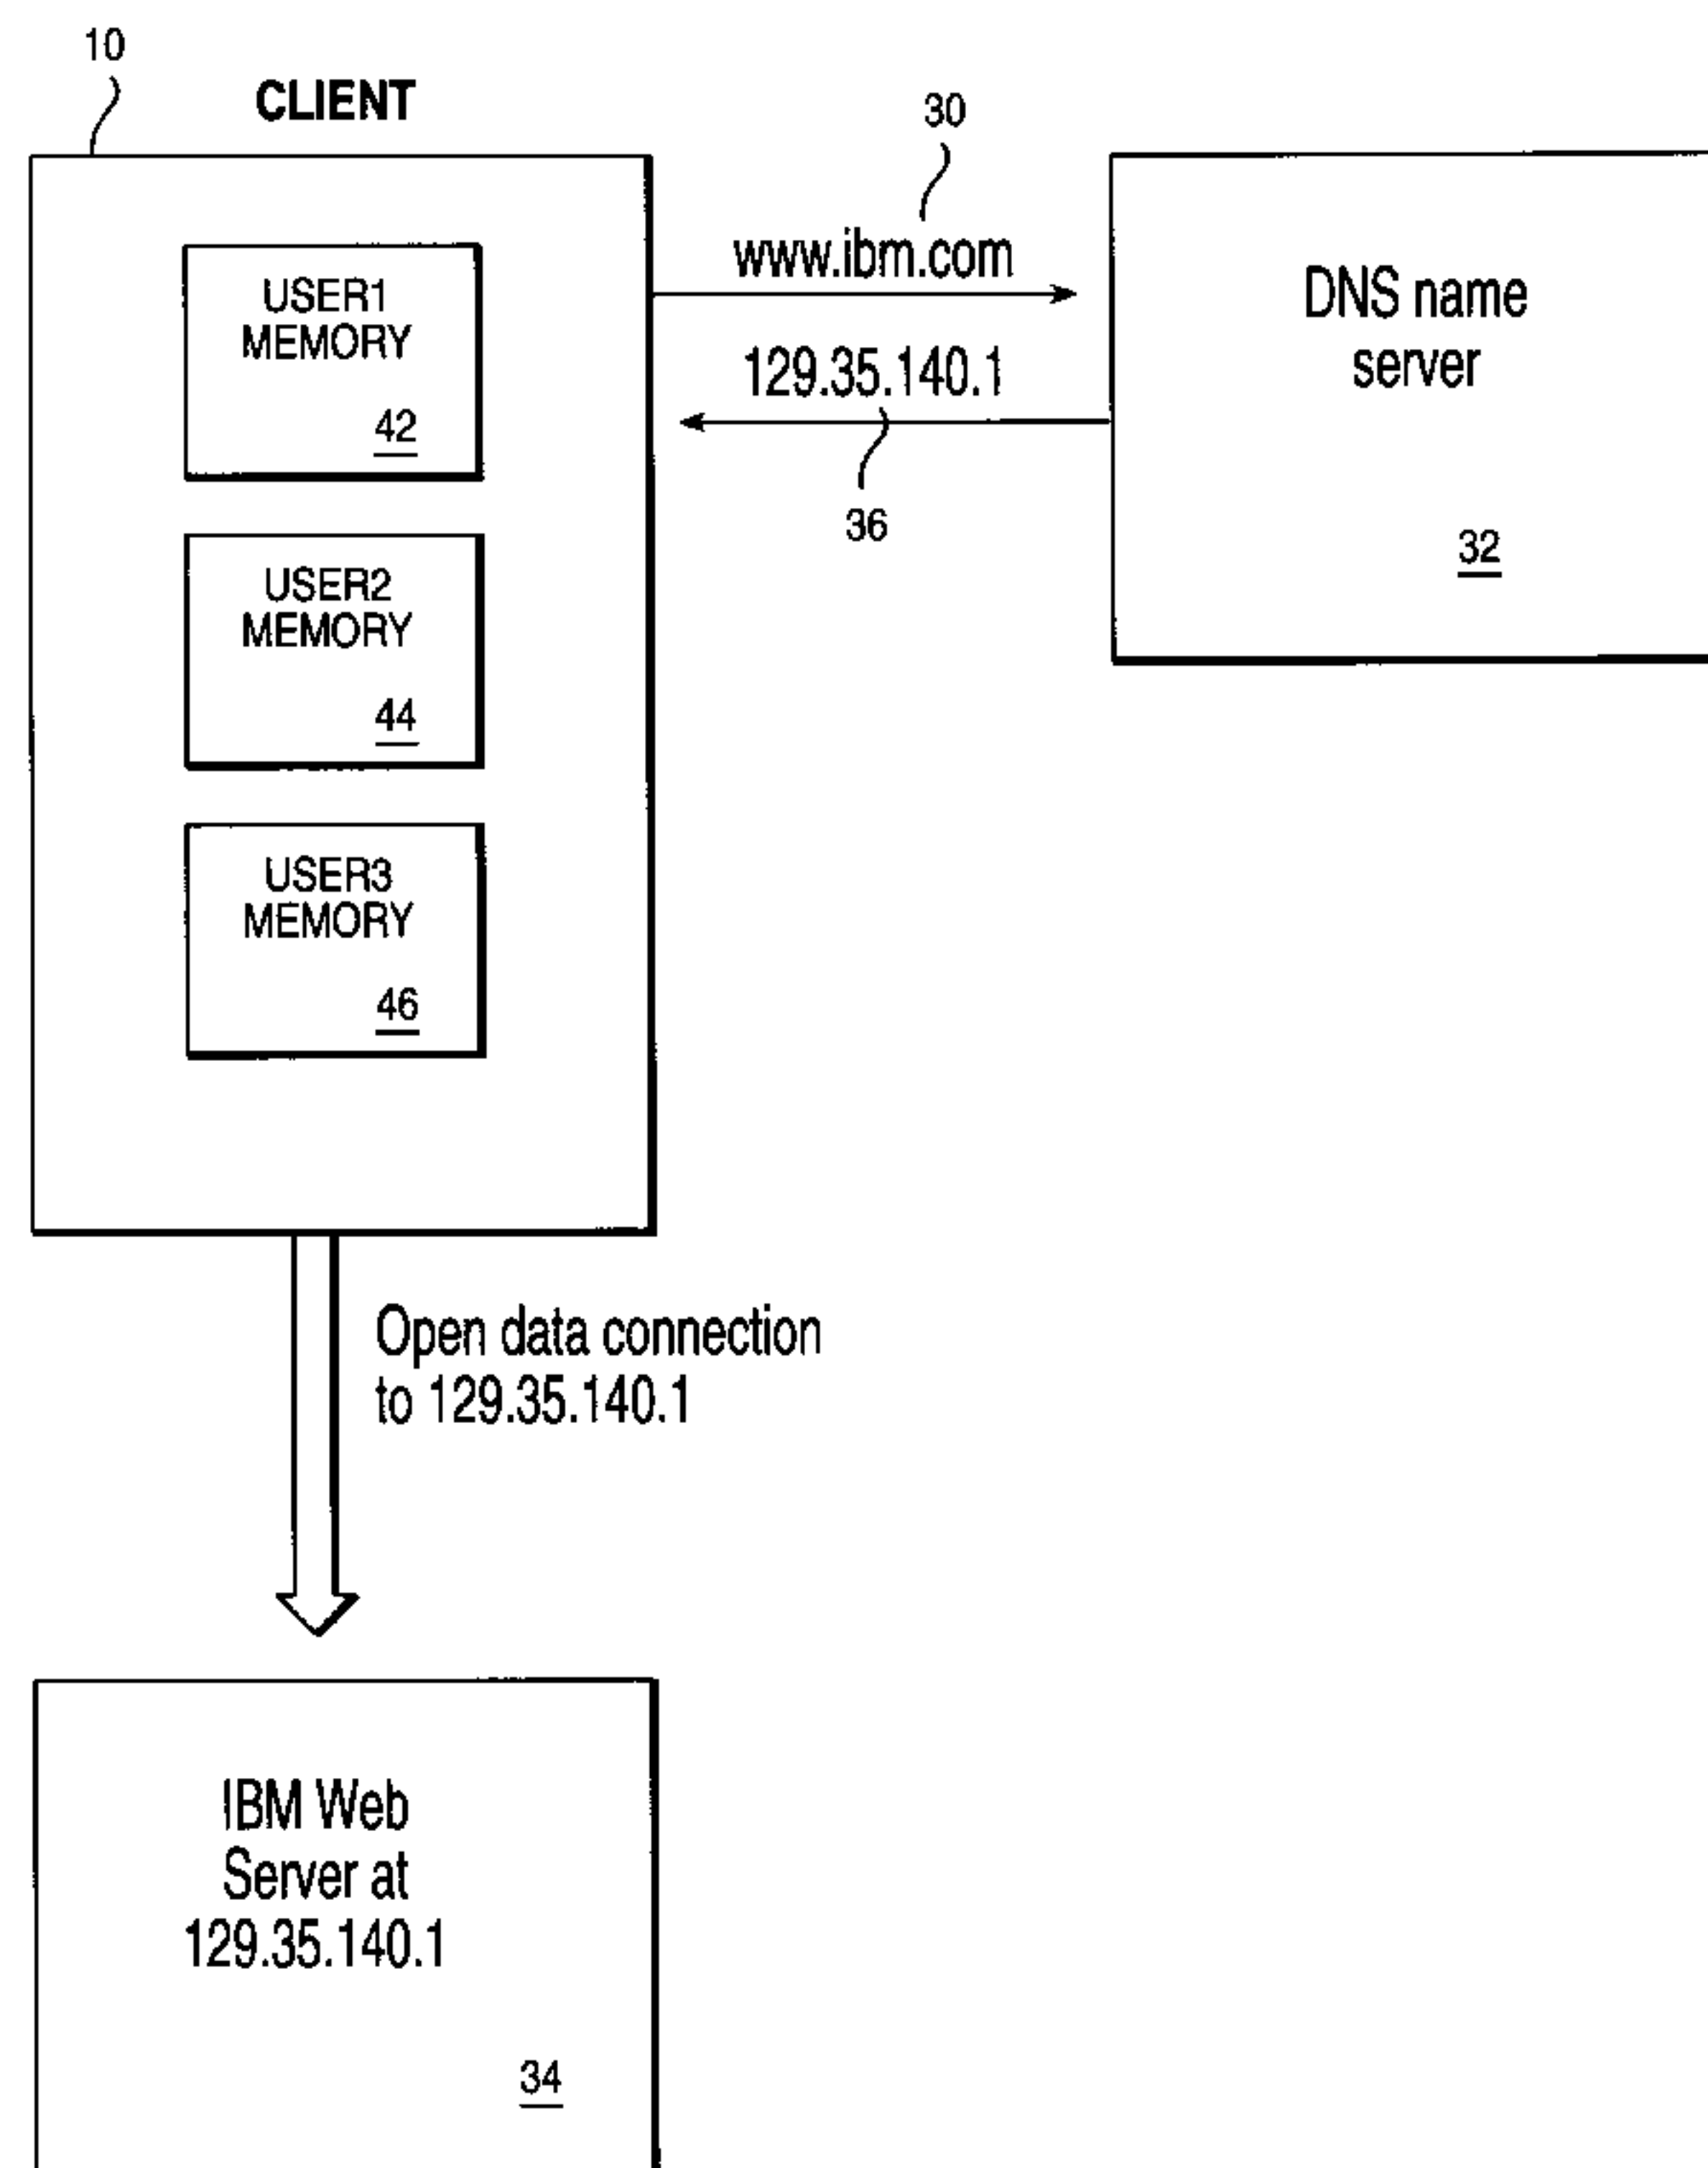 10
CLIENT
USER1
MEMORY
42
USER2
MEMORY
44
USER3
MEMORY
46
30
www.ibm.com
129.35.140.1
36
DNS name
server
32
Open data connection
to 129.35.140.1
IBM Web
Server at
129.35.140.1
34